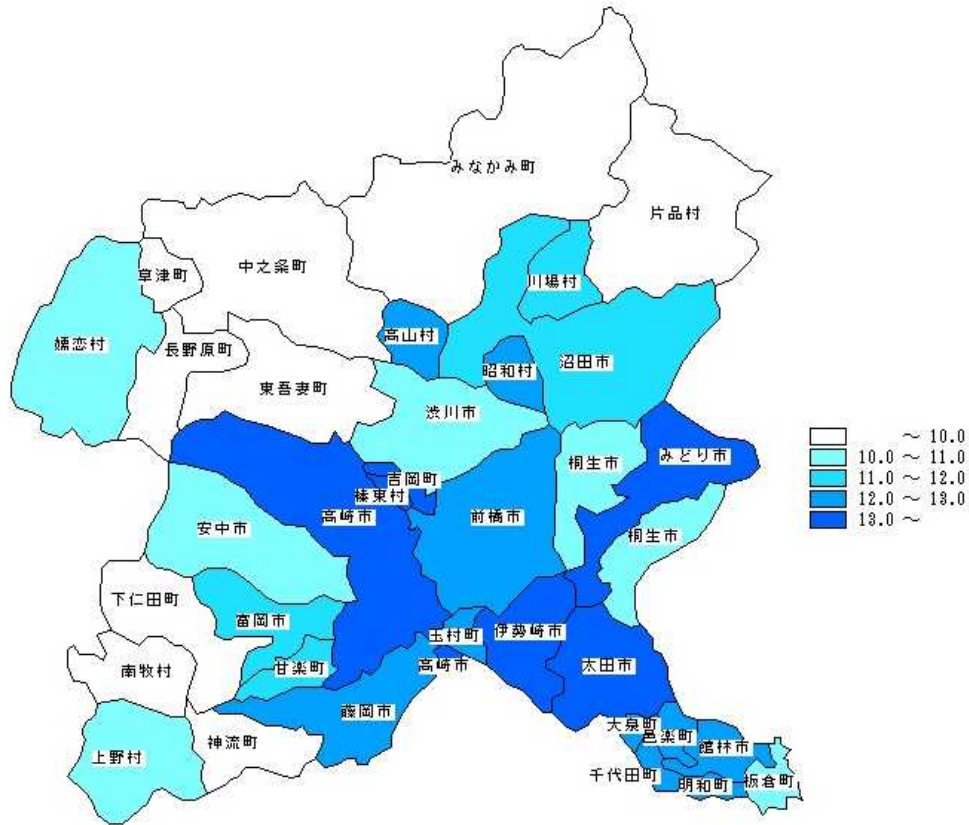 みなかみ町
片品村
中之条町
草津町
川場村
嬬恋村
長野原町
高山村
昭和村
沼田市
東吾妻町
渋川市
吉岡町
榛東村
高崎市
前橋市
桐生市
みどり市
桐生市
安中市
下仁田町
富岡市
甘楽町
南牧村
玉村町
高崎市
伊勢崎市
太田市
藤岡市
上野村
神流町
大泉町
邑楽町
館林市
千代田町
明和町
板倉町
～ 10.0
10.0 ～ 11.0
11.0 ～ 12.0
12.0 ～ 13.0
13.0 ～